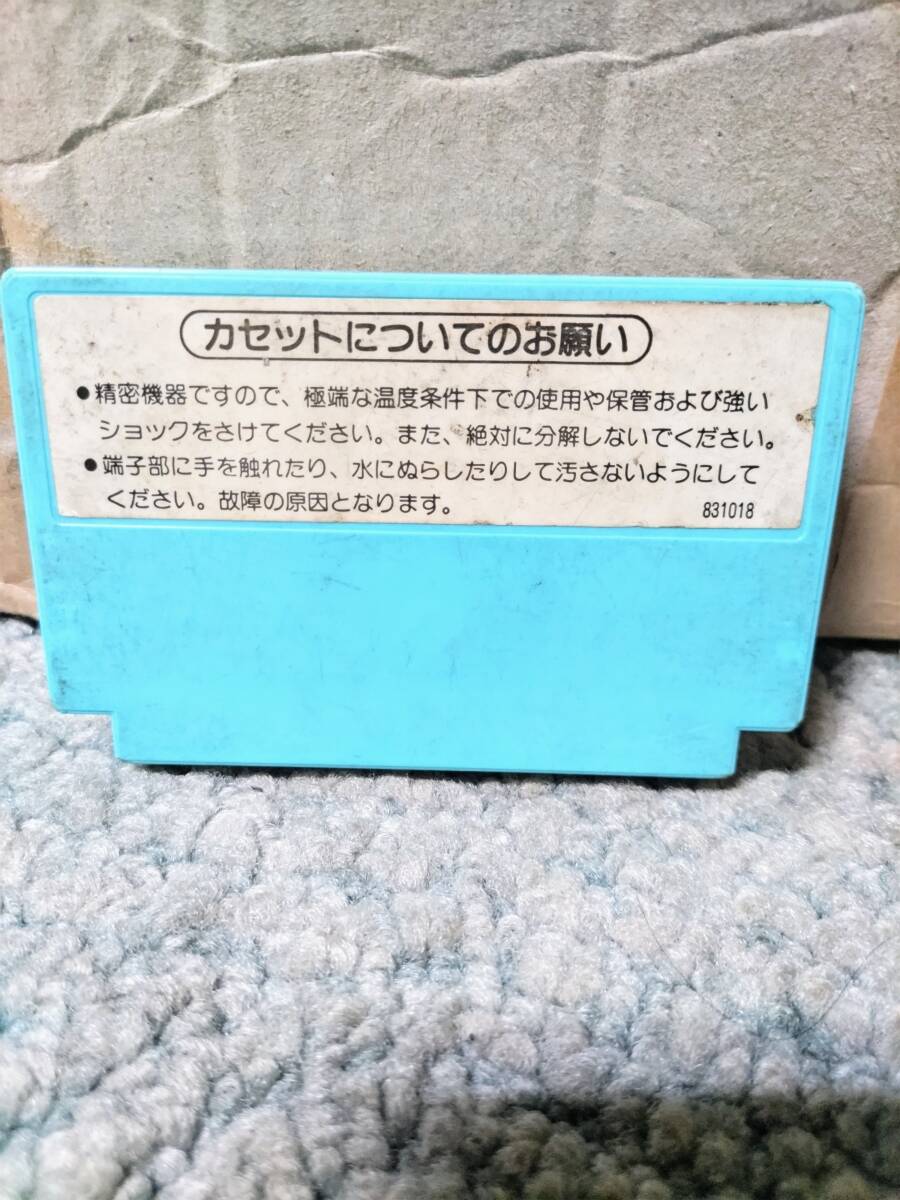 カセットについてのお願い
●精密機器ですので、極端な温度条件下での使用や保管および強い
ショックをさけてください。また、絶対に分解しないでください。
●端子部に手を触れたり、水にぬらしたりして汚さないようにして
ください。故障の原因となります。 831018